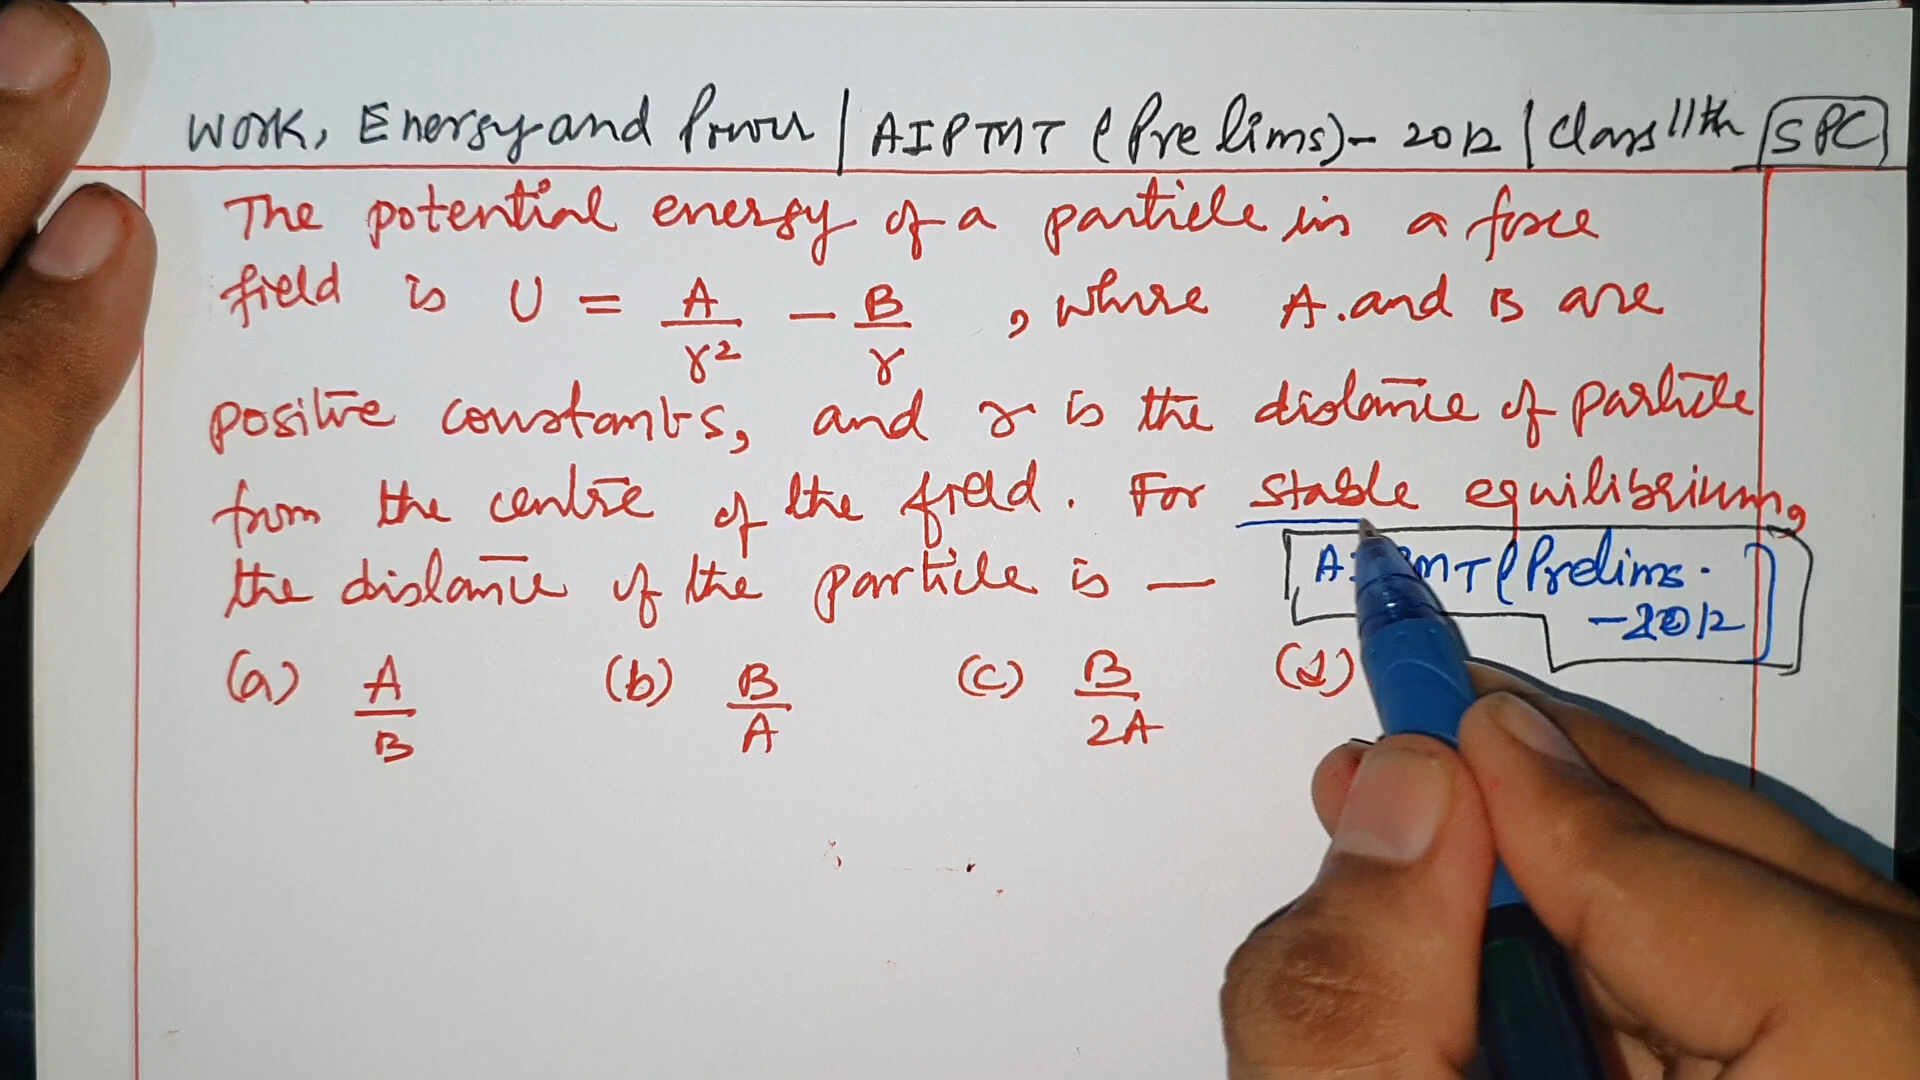 Work, Energy and Power | AIPMT (Prelims)- 2012 | Class 11th SPC
The potential energy of a particle in a force
field is U = A/r² - B/r , where A and B are
positive constants, and r is the distance of particle
from the centre of the field. For stable equilibrium,
the distance of the particle is —
(Prelims.
-2012
(a) A/B (b) B/A (c) B/2A (d)